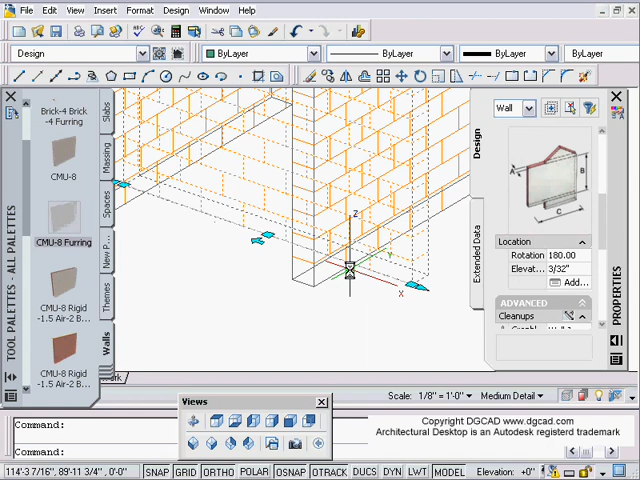 File Edit View Insert Format Design Window Help
Design
ByLayer
ByLayer
ByLayer
ByLayer
TOOL PALETTES - ALL PALETTES
Brick-4 Brick
-4 Furring
CMU-8
CMU-8 Furring
CMU-8 Rigid
-1.5 Air-2 B...
CMU-8 Rigid
-1.5 Air-2 B...
Slabs
Massing
Spaces
New P...
Themes
Walls
Z
Y
X
Design
Extended Data
Wall
A
B
C
Location
Rotation 180.00
Elevat... 3/32"
Add...
ADVANCED
Cleanups
PROPERTIES
Scale: 1/8" = 1'-0"
Medium Detail
Views
Command:
Command:
Copyright DGCAD www.dgcad.com
Architectural Desktop is an Autodesk registerd trademark
114'-3 7/16", 89'-11 3/4", 0'-0" SNAP GRID ORTHO POLAR OSNAP OTRACK DUCS DYN LWT MODEL Elevation: +0"